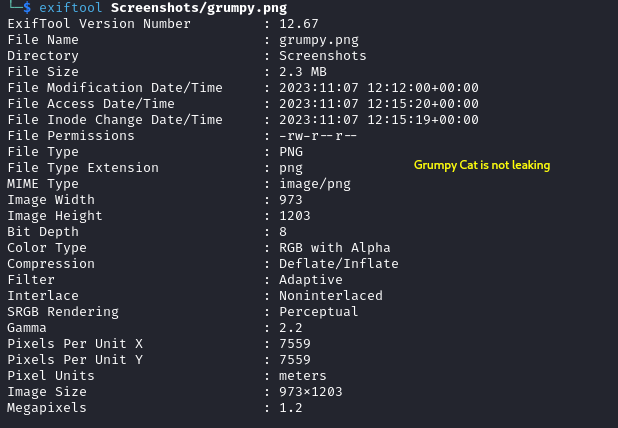 └─$ exiftool Screenshots/grumpy.png
ExifTool Version Number : 12.67
File Name : grumpy.png
Directory : Screenshots
File Size : 2.3 MB
File Modification Date/Time : 2023:11:07 12:12:00+00:00
File Access Date/Time : 2023:11:07 12:15:20+00:00
File Inode Change Date/Time : 2023:11:07 12:15:19+00:00
File Permissions : -rw-r--r--
File Type : PNG
File Type Extension : png
Grumpy Cat is not leaking
MIME Type : image/png
Image Width : 973
Image Height : 1203
Bit Depth : 8
Color Type : RGB with Alpha
Compression : Deflate/Inflate
Filter : Adaptive
Interlace : Noninterlaced
SRGB Rendering : Perceptual
Gamma : 2.2
Pixels Per Unit X : 7559
Pixels Per Unit Y : 7559
Pixel Units : meters
Image Size : 973×1203
Megapixels : 1.2